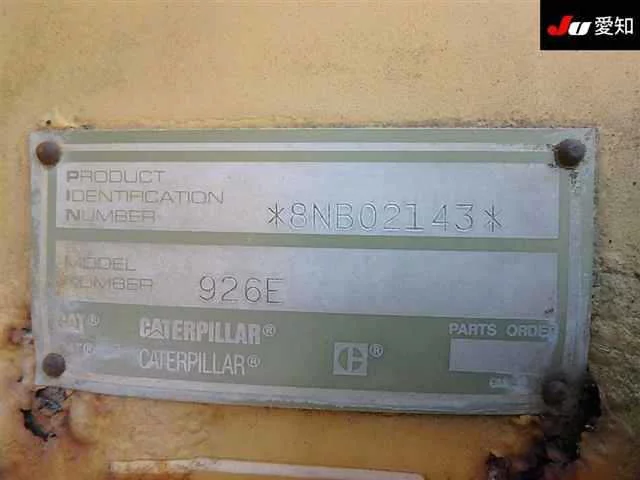 JU 愛知
PRODUCT
IDENTIFICATION
NUMBER *8NB02143*
MODEL
NUMBER 926E
CAT® CATERPILLAR® PARTS ORDER
CATERPILLAR® ®